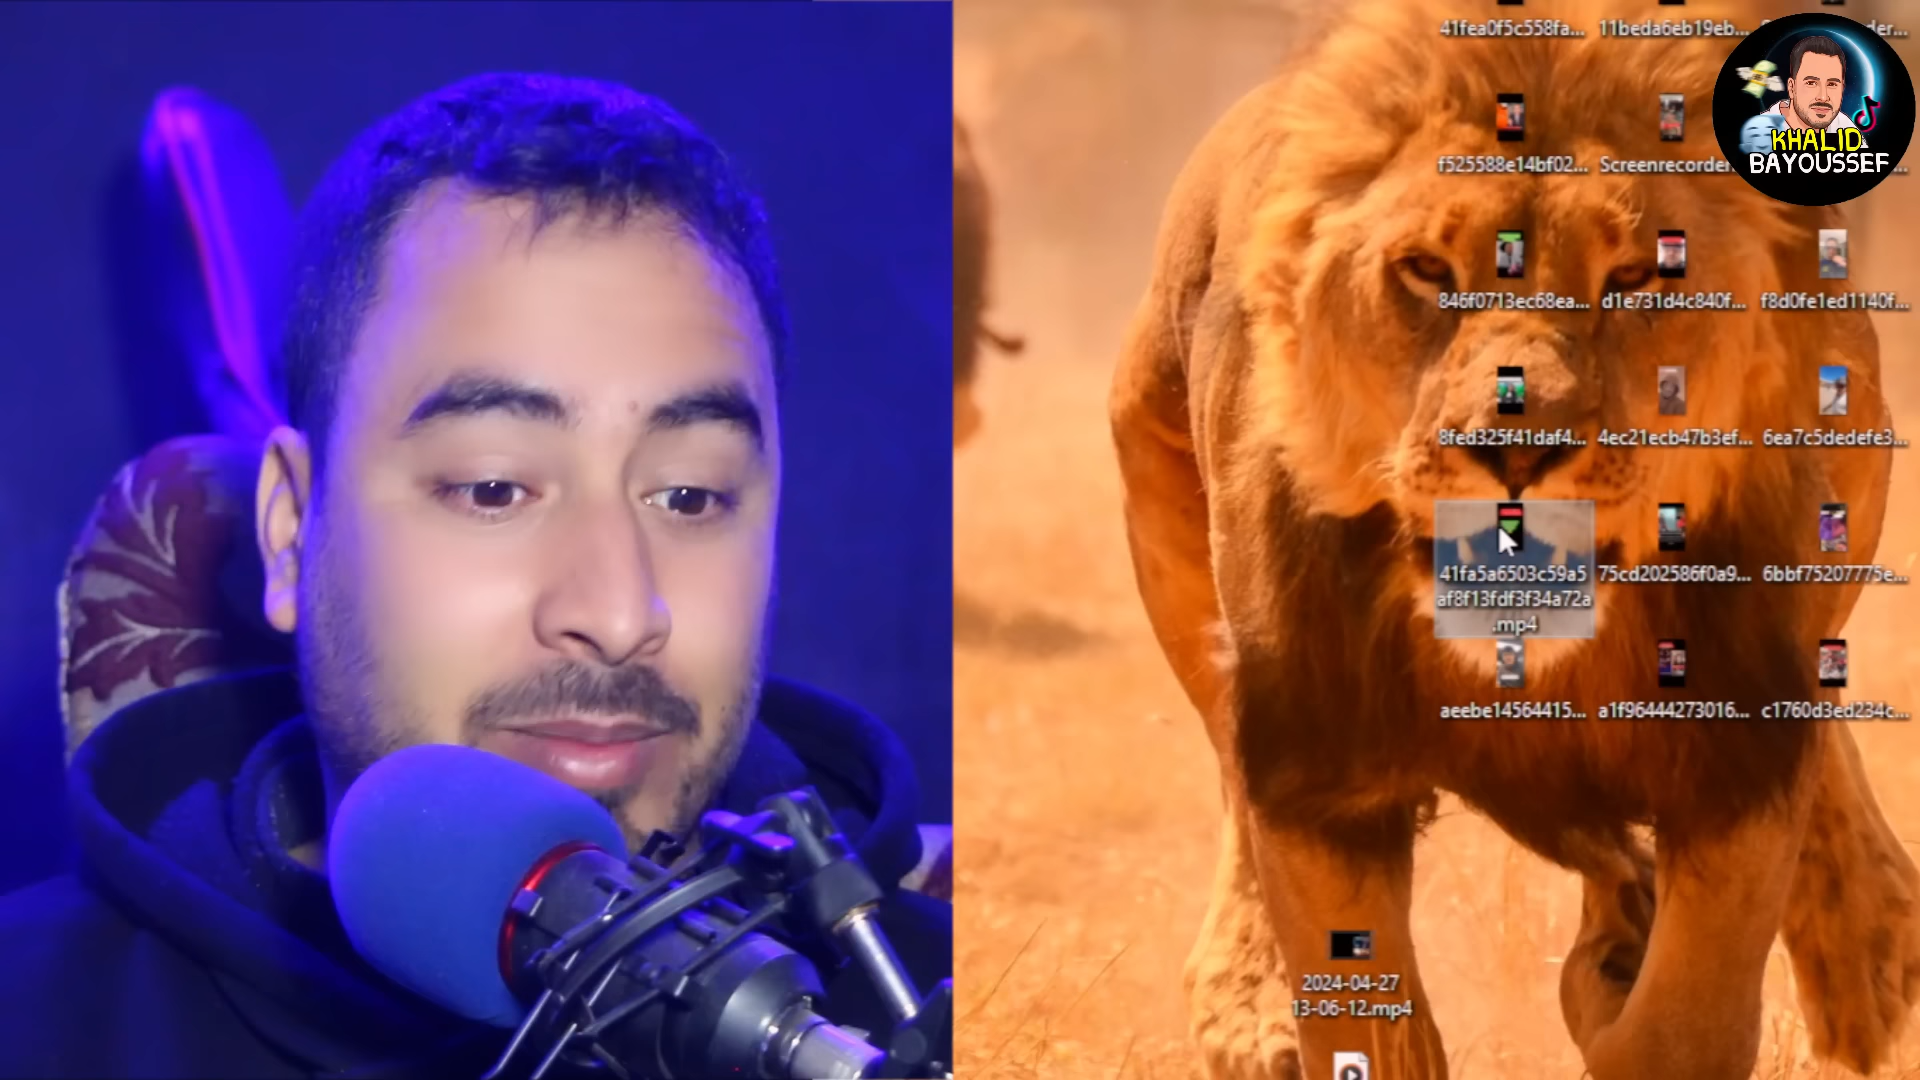 41fea0f5c558fa...
11beda6eb19eb...
KHALID
BAYOUSSEF
f525588e14bf02...
Screenrecorder
846f0713ec68ea...
d1e731d4c840f...
f8d0fe1ed1140f...
8fed325f41daf4...
4ec21ecb47b3ef...
6ea7c5dedefe3...
41fa5a6503c59a5
af8f13fdf3f34a72a
.mp4
75cd202586f0a9...
6bbf75207775e...
aeebe14564415...
a1f96444273016...
c1760d3ed234c...
2024-04-27
13-06-12.mp4